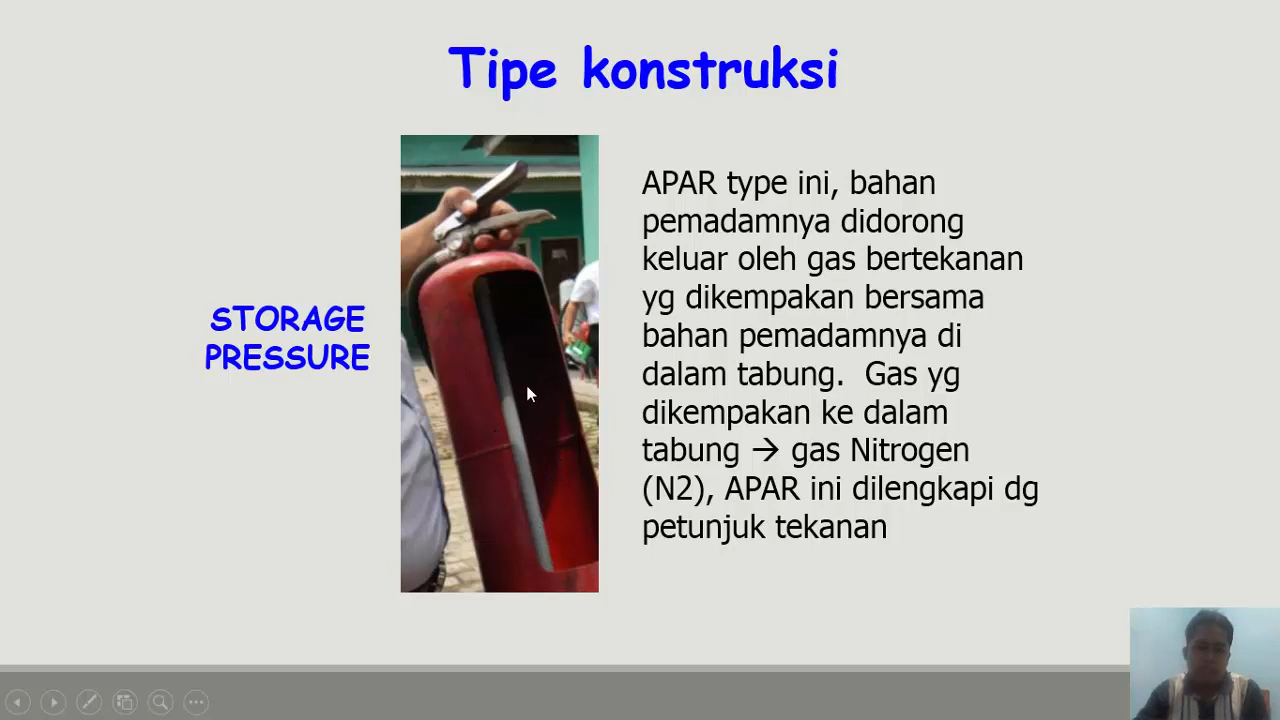 Tipe konstruksi
STORAGE
PRESSURE
APAR type ini, bahan
pemadamnya didorong
keluar oleh gas bertekanan
yg dikempakan bersama
bahan pemadamnya di
dalam tabung.  Gas yg
dikempakan ke dalam
tabung → gas Nitrogen
(N2), APAR ini dilengkapi dg
petunjuk tekanan